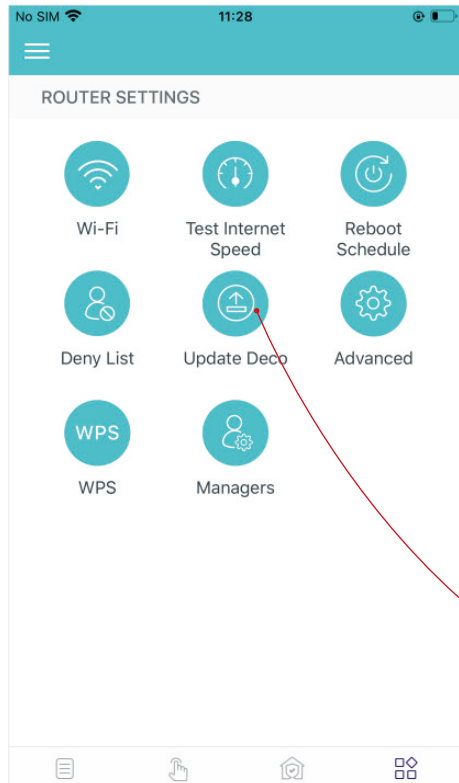 No SIM 11:28
ROUTER SETTINGS
Wi-Fi
Test Internet
Speed
Reboot
Schedule
Deny List
Update Deco
Advanced
WPS
WPS
Managers